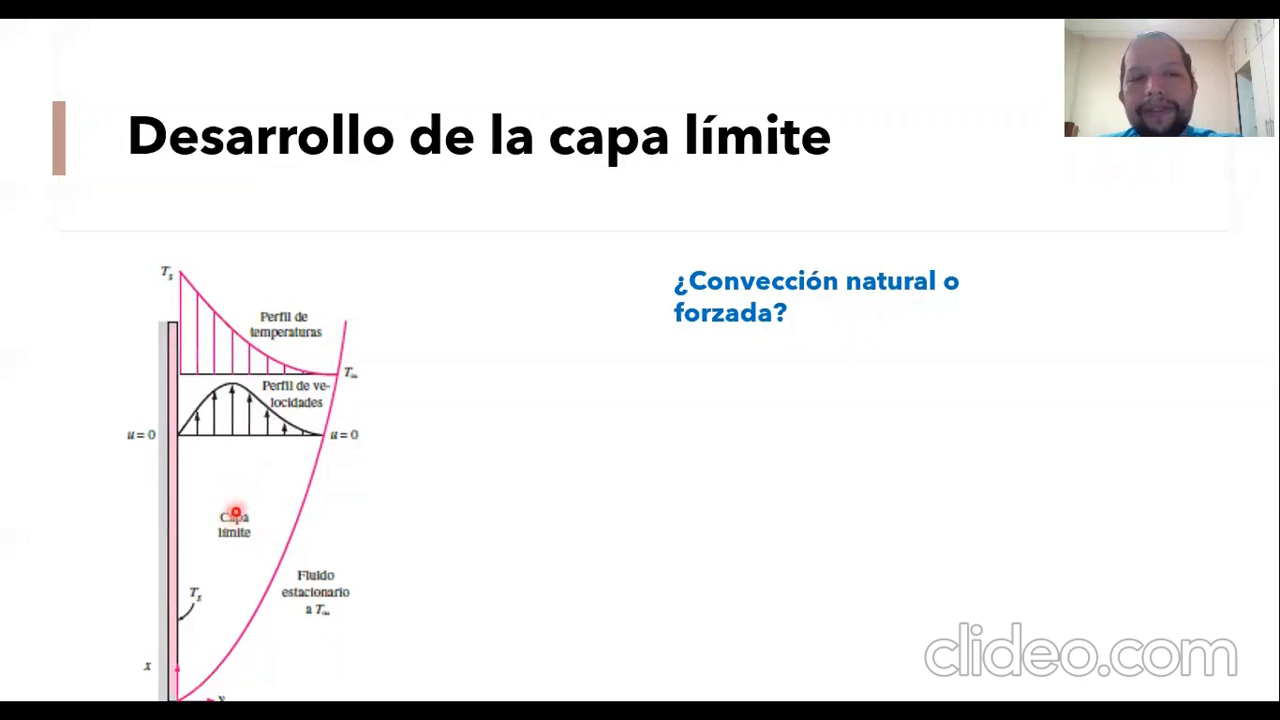 Desarrollo de la capa límite
¿Convección natural o
forzada?
Ts
Perfil de
temperaturas
T∞
Perfil de ve-
locidades
u = 0
u = 0
Capa
límite
Fluido
estacionario
a T∞
Ts
x
y
clideo.com